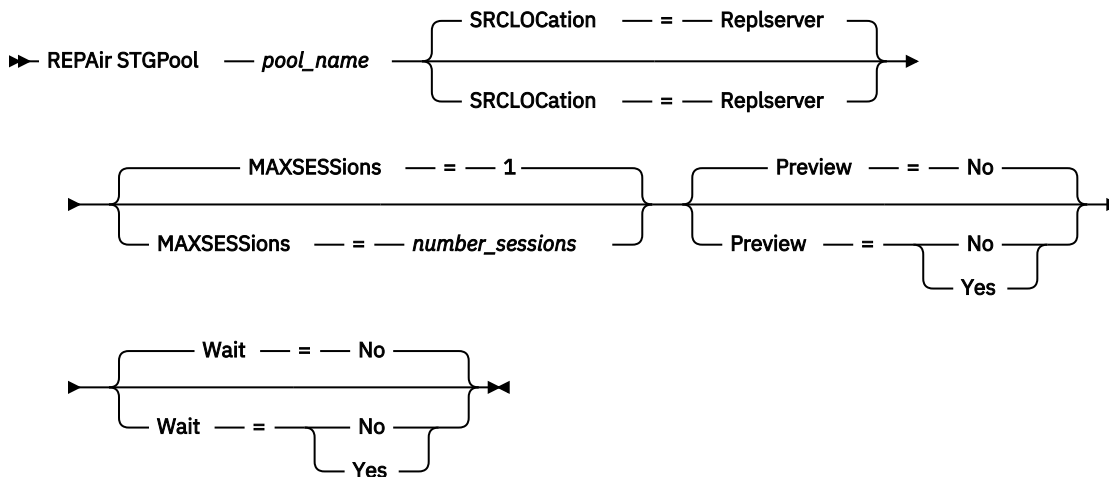 SRCLOCation = Replserver
REPAir STGPool pool_name
SRCLOCation = Replserver
MAXSESSions = 1 Preview = No
MAXSESSions = number_sessions Preview = No
Yes
Wait = No
Wait = No
Yes